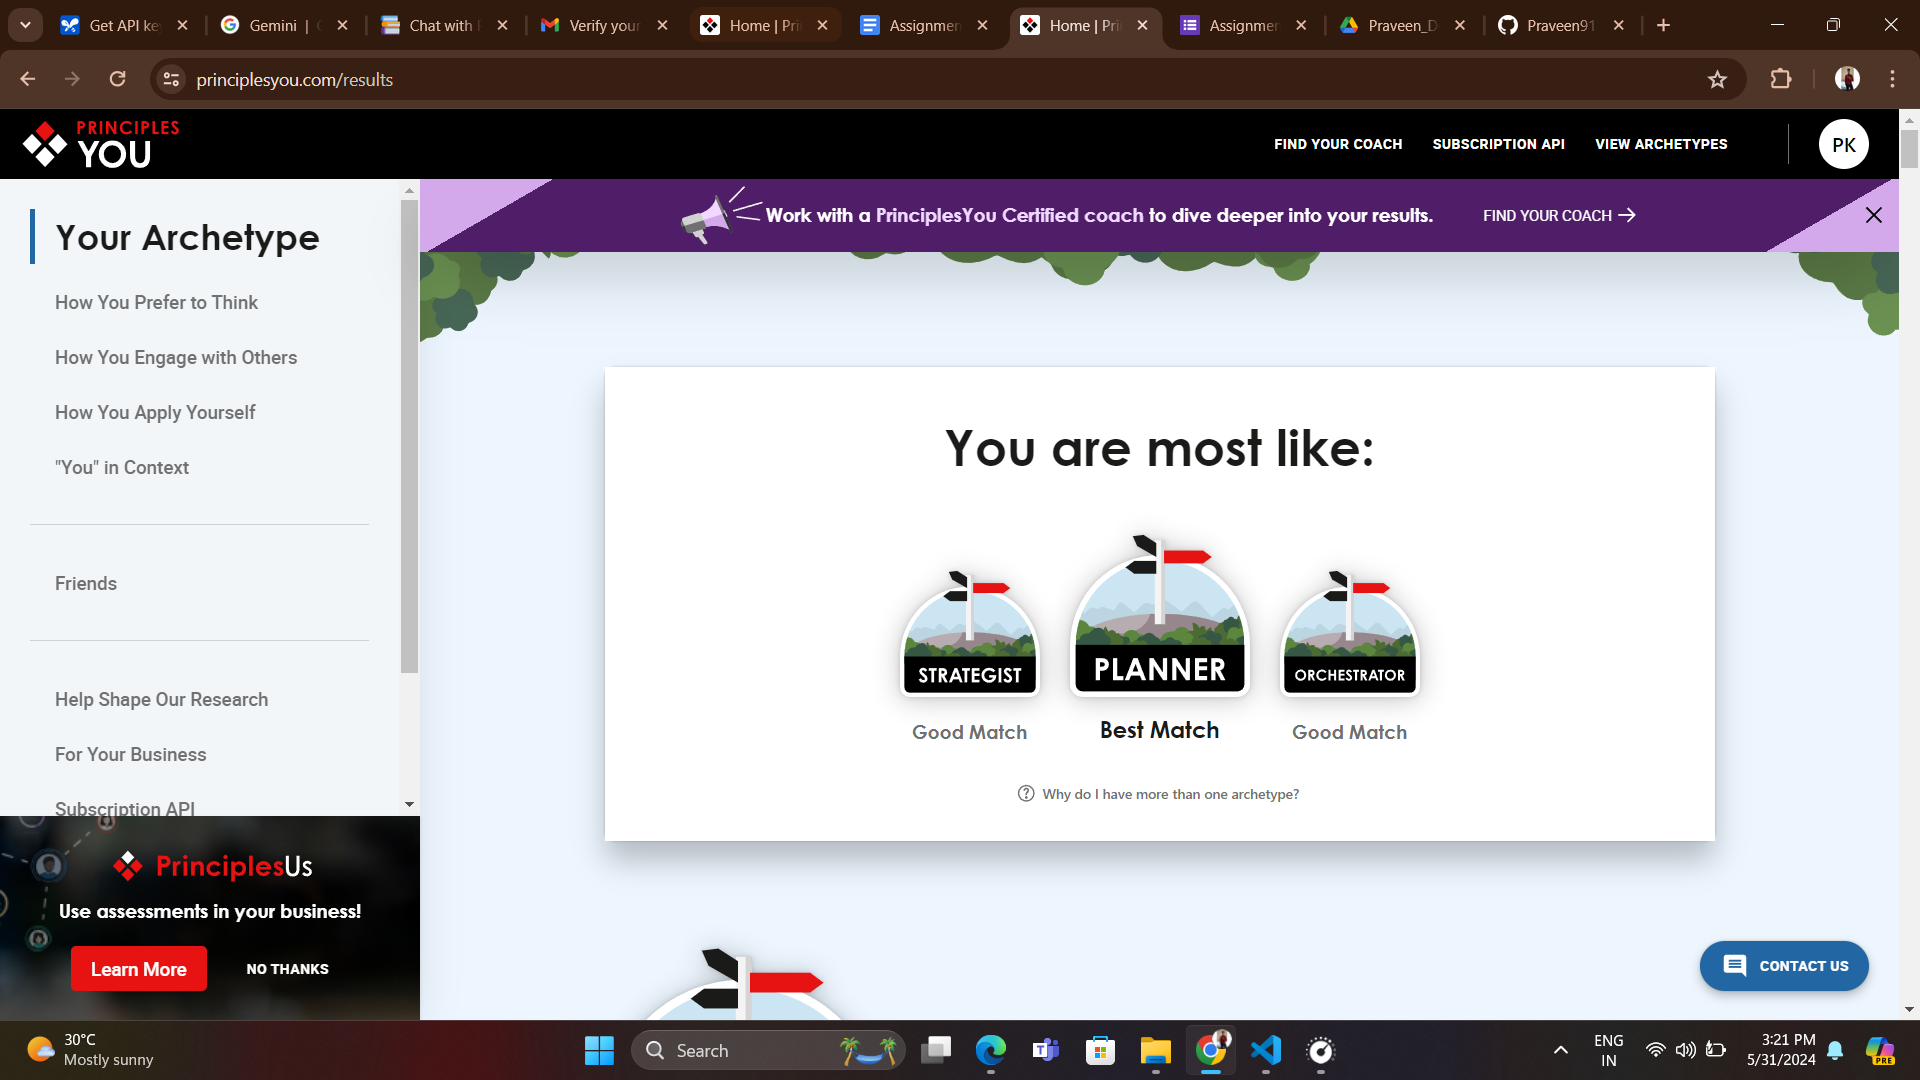 Get API ke
Gemini |
Chat with
Verify your
Home | Pri
Assignmen
Home | Pri
Assignmen
Praveen_D
Praveen91
principlesyou.com/results
PRINCIPLES
YOU
FIND YOUR COACH
SUBSCRIPTION API
VIEW ARCHETYPES
PK
Work with a PrinciplesYou Certified coach to dive deeper into your results.
FIND YOUR COACH
Your Archetype
How You Prefer to Think
How You Engage with Others
How You Apply Yourself
"You" in Context
Friends
Help Shape Our Research
For Your Business
Subscription API
PrinciplesUs
Use assessments in your business!
Learn More
NO THANKS
You are most like:
STRATEGIST
PLANNER
ORCHESTRATOR
Good Match
Best Match
Good Match
Why do I have more than one archetype?
CONTACT US
30°C
Mostly sunny
Search
ENG
IN
3:21 PM
5/31/2024
PRE